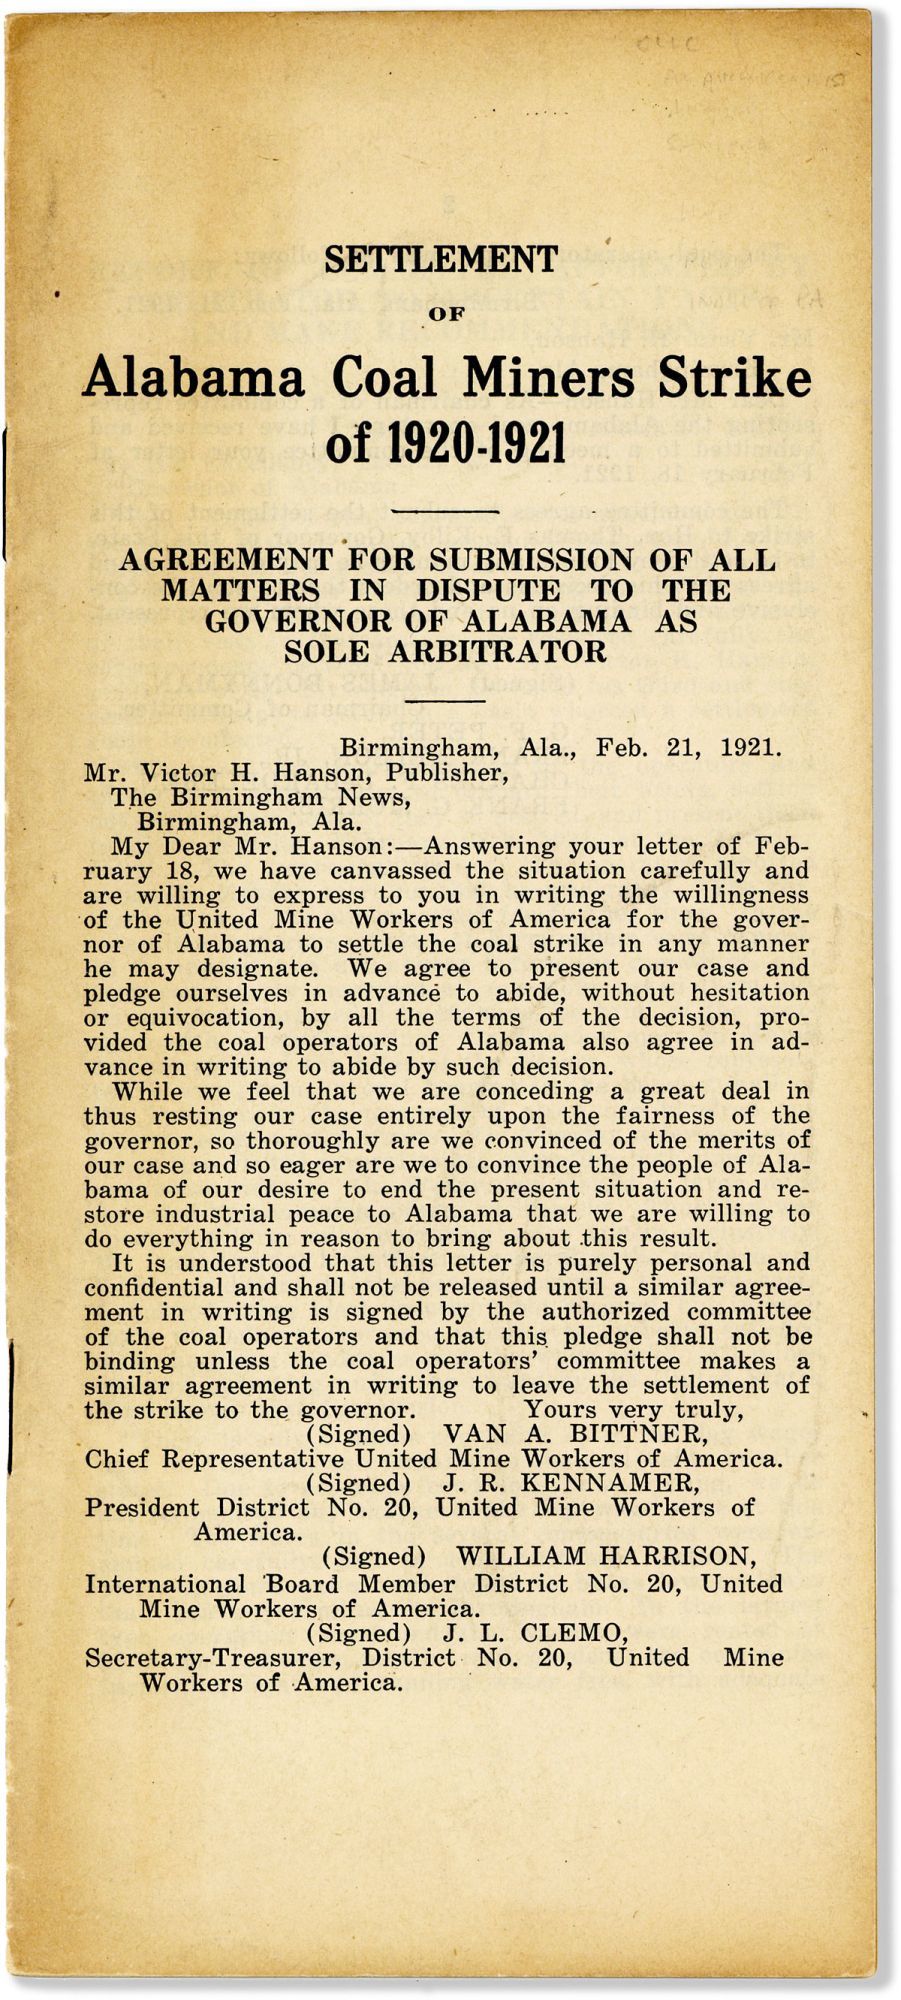 SETTLEMENT
OF
Alabama Coal Miners Strike
of 1920-1921
AGREEMENT FOR SUBMISSION OF ALL
MATTERS IN DISPUTE TO THE
GOVERNOR OF ALABAMA AS
SOLE ARBITRATOR
Birmingham, Ala., Feb. 21, 1921.
Mr. Victor H. Hanson, Publisher,
The Birmingham News,
Birmingham, Ala.
My Dear Mr. Hanson:—Answering your letter of Feb-
ruary 18, we have canvassed the situation carefully and
are willing to express to you in writing the willingness
of the United Mine Workers of America for the gover-
nor of Alabama to settle the coal strike in any manner
he may designate. We agree to present our case and
pledge ourselves in advance to abide, without hesitation
or equivocation, by all the terms of the decision, pro-
vided the coal operators of Alabama also agree in ad-
vance in writing to abide by such decision.
While we feel that we are conceding a great deal in
thus resting our case entirely upon the fairness of the
governor, so thoroughly are we convinced of the merits of
our case and so eager are we to convince the people of Ala-
bama of our desire to end the present situation and re-
store industrial peace to Alabama that we are willing to
do everything in reason to bring about this result.
It is understood that this letter is purely personal and
confidential and shall not be released until a similar agree-
ment in writing is signed by the authorized committee
of the coal operators and that this pledge shall not be
binding unless the coal operators' committee makes a
similar agreement in writing to leave the settlement of
the strike to the governor. Yours very truly,
(Signed) VAN A. BITTNER,
Chief Representative United Mine Workers of America.
(Signed) J. R. KENNAMER,
President District No. 20, United Mine Workers of
America.
(Signed) WILLIAM HARRISON,
International Board Member District No. 20, United
Mine Workers of America.
(Signed) J. L. CLEMO,
Secretary-Treasurer, District No. 20, United Mine
Workers of America.